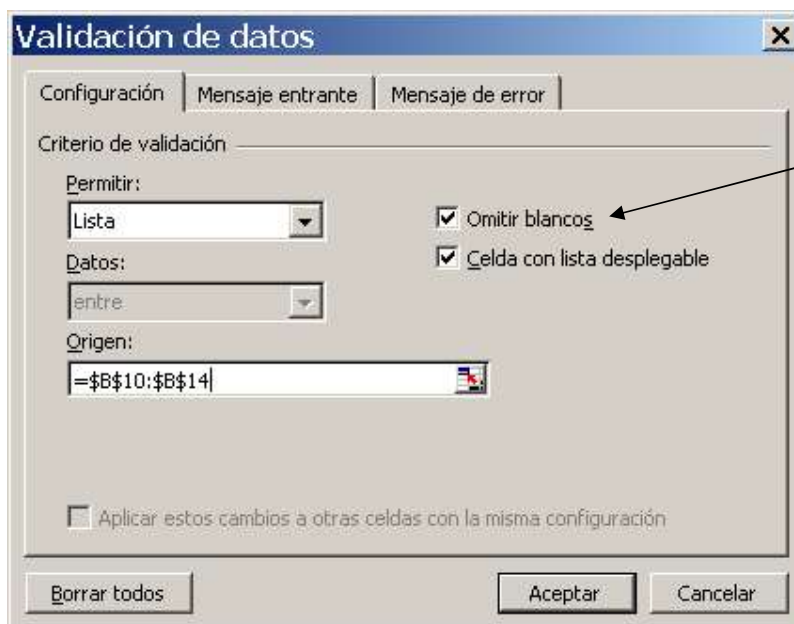 Validación de datos
Configuración
Mensaje entrante
Mensaje de error
Criterio de validación
Permitir:
Lista
Omitir blancos
Datos:
Celda con lista desplegable
entre
Origen:
=$B$10:$B$14
Aplicar estos cambios a otras celdas con la misma configuración
Borrar todos
Aceptar
Cancelar